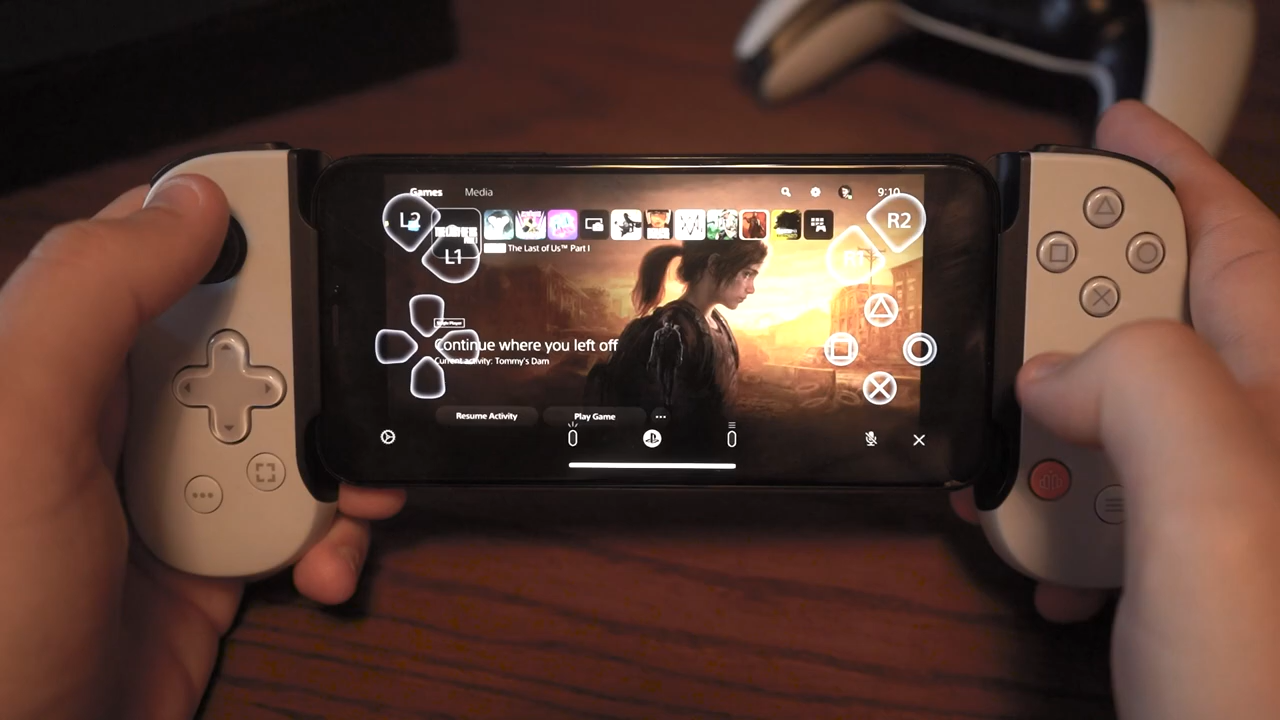 Games Media 9:10
L2
R2
L1
The Last of Us™ Part I
R1
Continue where you left off
Current activity: Tommy's Dam
Resume Activity Play Game